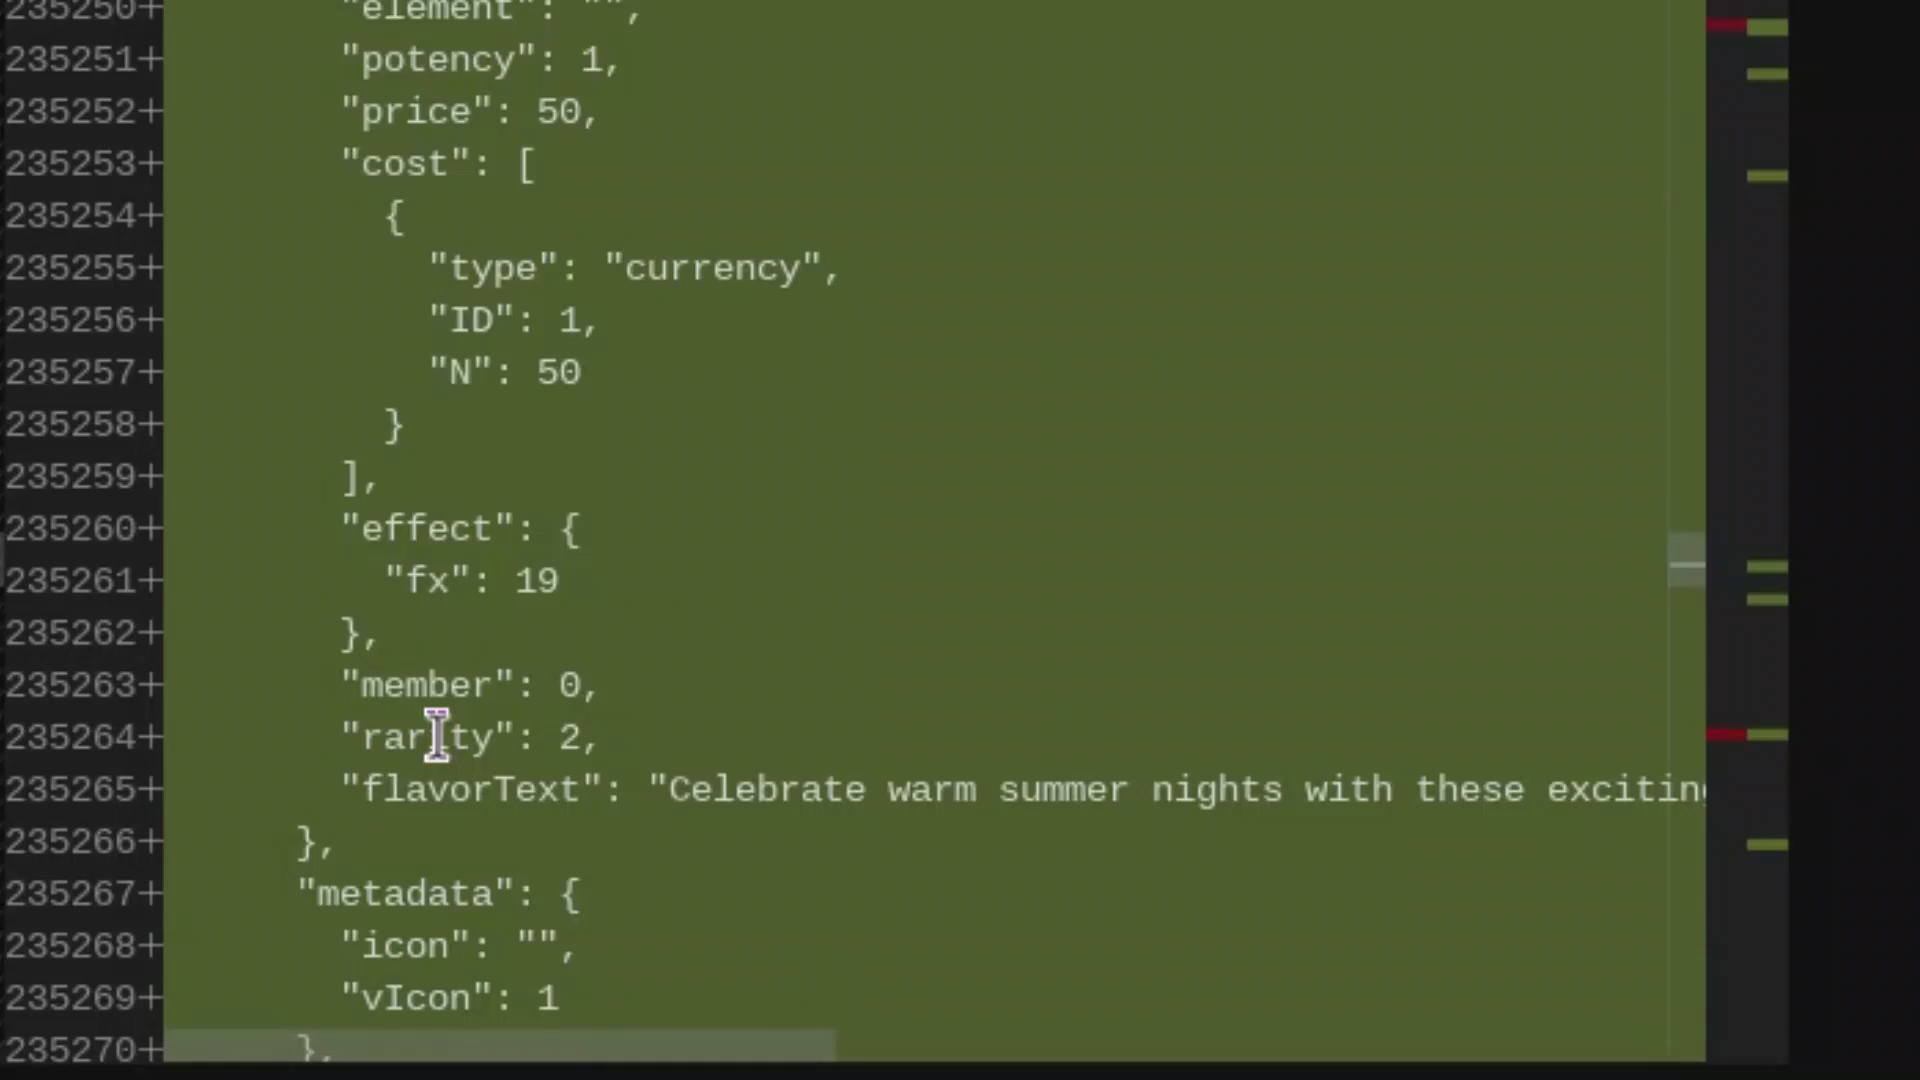 235250+ "element": "",
235251+ "potency": 1,
235252+ "price": 50,
235253+ "cost": [
235254+ {
235255+ "type": "currency",
235256+ "ID": 1,
235257+ "N": 50
235258+ }
235259+ ],
235260+ "effect": {
235261+ "fx": 19
235262+ },
235263+ "member": 0,
235264+ "rarity": 2,
235265+ "flavorText": "Celebrate warm summer nights with these exciting
235266+ },
235267+ "metadata": {
235268+ "icon": "",
235269+ "vIcon": 1
235270+ },